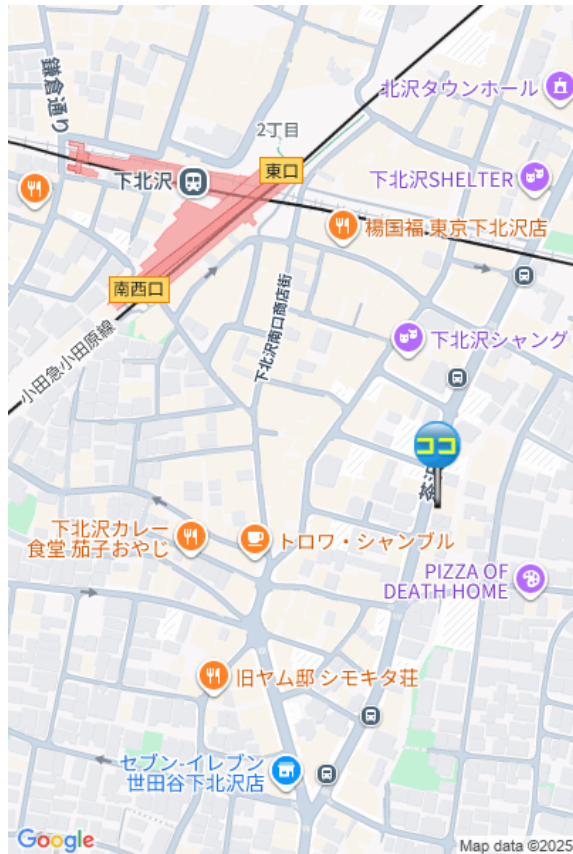 北沢タウンホール
鎌倉通り
2丁目
東口
下北沢
下北沢SHELTER
楊国福 東京下北沢店
南西口
小田急小田原線
下北沢南口商店街
下北沢シャング
ココ
下北沢カレー
食堂 茄子おやじ
トロワ・シャンブル
PIZZA OF
DEATH HOME
旧ヤム邸 シモキタ荘
セブン-イレブン
世田谷下北沢店
Google
Map data ©2025